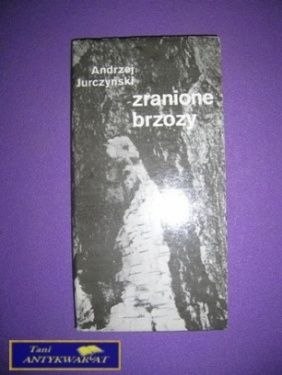 Andrzej
Jurczyński
zranione
brzozy
Tani
ANTYKWARIAT